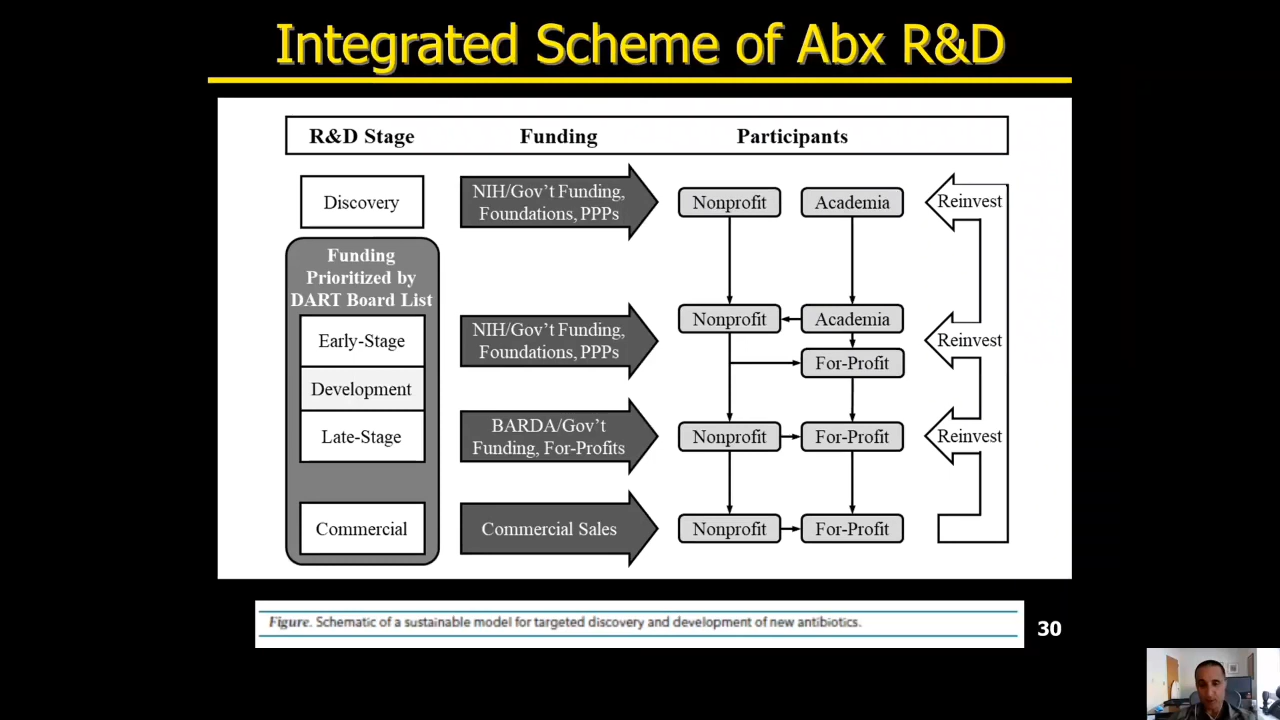 Integrated Scheme of Abx R&D
R&D Stage Funding Participants
Discovery
NIH/Gov't Funding,
Foundations, PPPs
Nonprofit
Academia
Reinvest
Funding
Prioritized by
DART Board List
Early-Stage
NIH/Gov't Funding,
Foundations, PPPs
Nonprofit
Academia
For-Profit
Reinvest
Development
Late-Stage
BARDA/Gov't
Funding, For-Profits
Nonprofit
For-Profit
Reinvest
Commercial
Commercial Sales
Nonprofit
For-Profit
Figure. Schematic of a sustainable model for targeted discovery and development of new antibiotics.
30